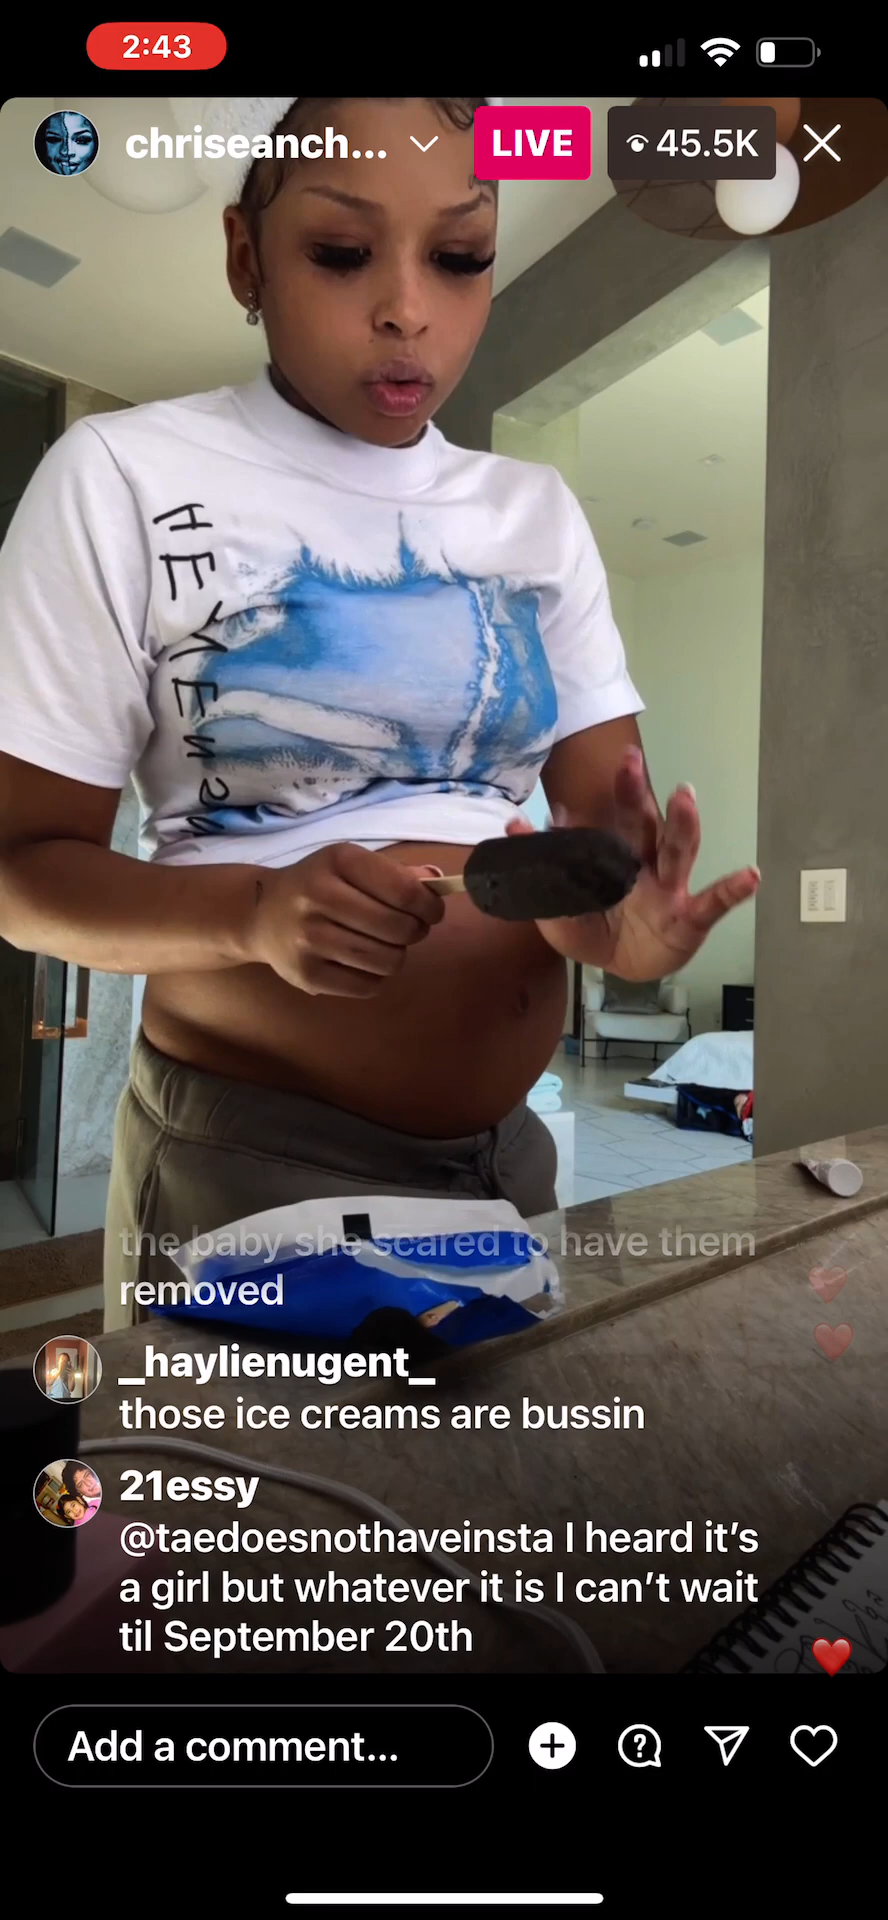 2:43
chriseanch...
LIVE
45.5K
the baby she scared to have them
removed
_haylienugent_
those ice creams are bussin
21essy
@taedoesnothaveinsta I heard it's
a girl but whatever it is I can't wait
til September 20th
Add a comment...